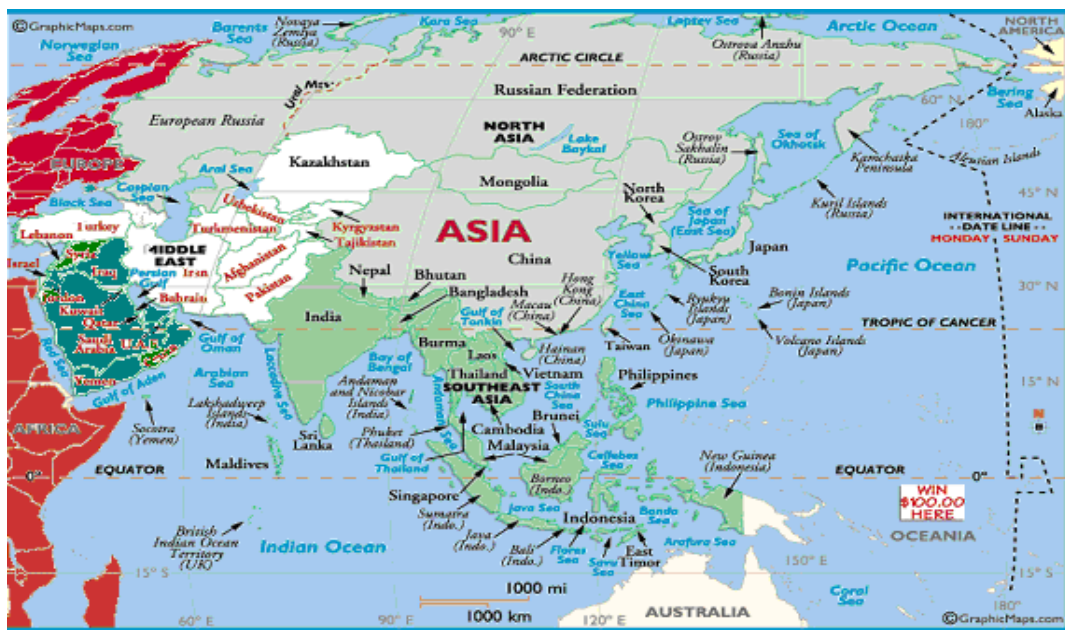 ©GraphicMaps.com
Norwegian
Sea
Barents
Sea
Novaya
Zemlya
(Russia)
Kara Sea
90° E
Laptev Sea
Ostrova Anzhu
(Russia)
Arctic Ocean
NORTH
AMERICA
ARCTIC CIRCLE
Ural Mts.
Russian Federation
Bering
Sea
Alaska
60° N
180°
European Russia
NORTH
ASIA
Lake
Baykal
Ostrov
Sakhalin
(Russia)
Sea of
Okhotsk
Kamchatka
Peninsula
Aleutian Islands
EUROPE
Kazakhstan
Aral Sea
Caspian
Sea
Black Sea
Mongolia
North
Korea
Kuril Islands
(Russia)
45° N
Uzbekistan
Turkmenistan
Kyrgyzstan
Tajikistan
ASIA
Sea of
Japan
(East Sea)
INTERNATIONAL
DATE LINE
MONDAY
SUNDAY
Turkey
Lebanon
Syria
Israel
Iraq
MIDDLE
EAST
Iran
Afghanistan
Pakistan
China
Yellow
Sea
South
Korea
Japan
Pacific Ocean
Jordan
Kuwait
Persian
Gulf
Bahrain
Qatar
Nepal
Bhutan
Bangladesh
Hong
Kong
(China)
Macau
(China)
East
China
Sea
Ryukyu
Islands
(Japan)
Bonin Islands
(Japan)
30° N
Saudi
Arabia
U.A.E.
Oman
Yemen
Red Sea
Gulf of Aden
Gulf of
Oman
India
Burma
Gulf of
Tonkin
Taiwan
Okinawa
(Japan)
Volcano Islands
(Japan)
TROPIC OF CANCER
Arabian
Sea
Laccadive Sea
Bay of
Bengal
Laos
Thailand
Hainan
(China)
Vietnam
Philippines
15° N
Andaman
and Nicobar
Islands
(India)
Andaman Sea
SOUTHEAST
ASIA
South
China
Sea
Philippine Sea
Socotra
(Yemen)
Lakshadweep
Islands
(India)
Sri
Lanka
Phuket
(Thailand)
Cambodia
Brunei
Sulu
Sea
N
AFRICA
Maldives
Gulf of
Thailand
Malaysia
Celebes
Sea
New Guinea
(Indonesia)
0°
EQUATOR
EQUATOR
0°
Singapore
Sumatra
(Indo.)
Borneo
(Indo.)
WIN
$100.00
HERE
British
Indian Ocean
Territory
(UK)
Indian Ocean
Java Sea
Java
(Indo.)
Indonesia
Banda
Sea
OCEANIA
Bali
(Indo.)
Flores
Sea
Savu
Sea
East
Timor
Arafura Sea
150° E
15° S
15° S
1000 mi
1000 km
60° E
90° E
120° E
AUSTRALIA
Coral
Sea
180°
©GraphicMaps.com